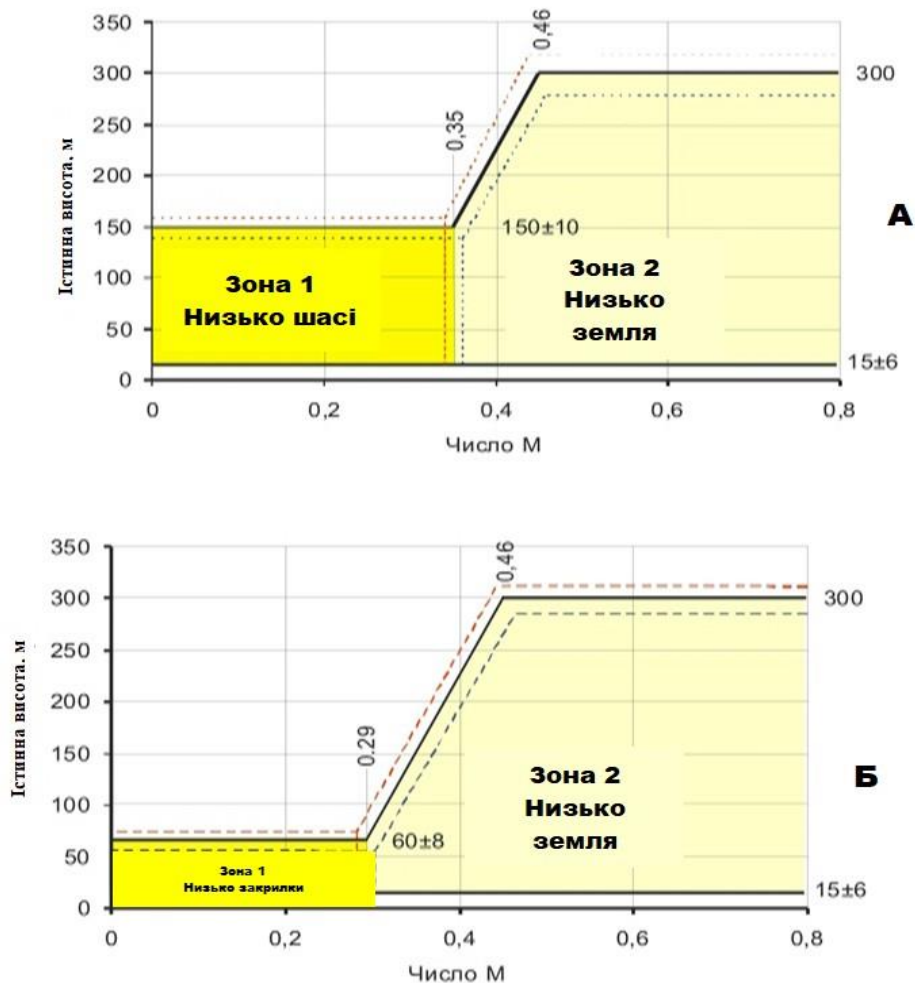 350
300
250
200
150
100
50
0
Істинна висота. м
0,35
0,46
300
150±10
15±6
А
Зона 1
Низько шасі
Зона 2
Низько
земля
0
0,2
0,4
0,6
0,8
Число М
350
300
250
200
150
100
50
0
Істинна висота. м
0.29
0,46
300
60±8
15±6
Б
Зона 1
Низько закрилки
Зона 2
Низько
земля
0
0,2
0,4
0,6
0,8
Число М